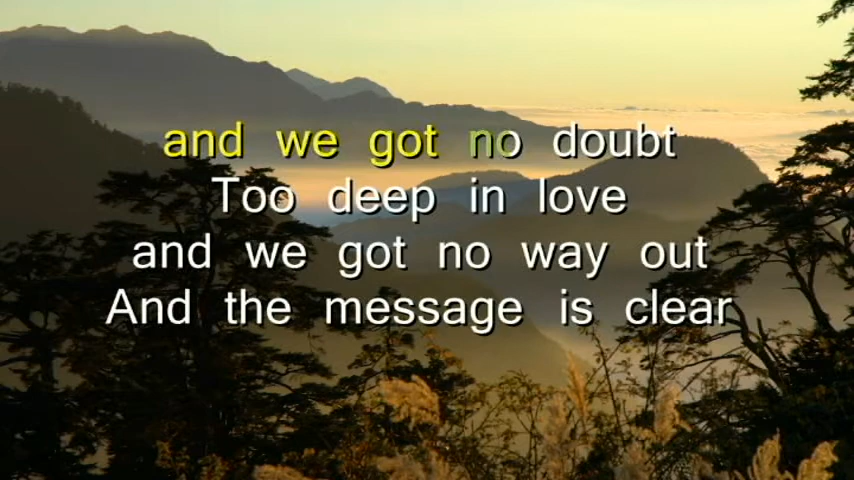 and we got no doubt
Too deep in love
and we got no way out
And the message is clear